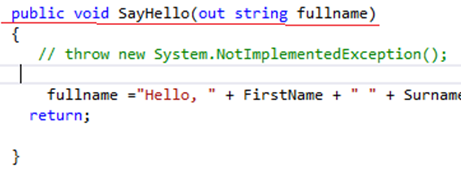 public void SayHello(out string fullname)
{
// throw new System.NotImplementedException();
fullname ="Hello, " + FirstName + " " + Surname
return;
}